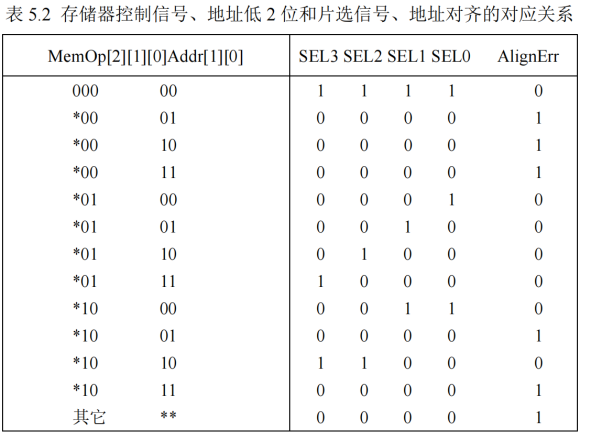 表 5.2 存储器控制信号、地址低 2 位和片选信号、地址对齐的对应关系
MemOp[2][1][0]Addr[1][0] SEL3 SEL2 SEL1 SEL0 AlignErr
000 00 1 1 1 1 0
*00 01 0 0 0 0 1
*00 10 0 0 0 0 1
*00 11 0 0 0 0 1
*01 00 0 0 0 1 0
*01 01 0 0 1 0 0
*01 10 0 1 0 0 0
*01 11 1 0 0 0 0
*10 00 0 0 1 1 0
*10 01 0 0 0 0 1
*10 10 1 1 0 0 0
*10 11 0 0 0 0 1
其它 ** 0 0 0 0 1